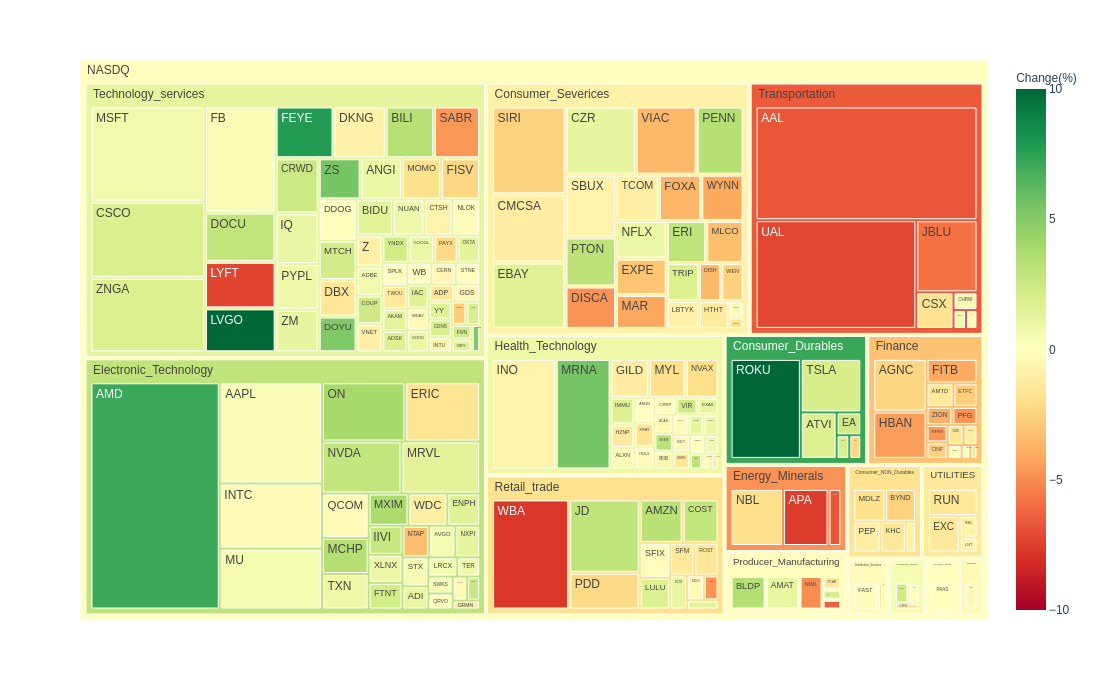 NASDQ
Technology_services
MSFT
CSCO
ZNGA
FB
DOCU
LYFT
LVGO
FEYE
DKNG
BILI
SABR
CRWD
ZS
ANGI
MOMO
FISV
IQ
PYPL
ZM
DDOG
MTCH
DBX
DOYU
BIDU
NUAN
CTSH
NLOK
Z
YNDX
GOOGL
PAYX
OKTA
ADBE
SPLK
WB
CERN
STNE
COUP
TWOU
IAC
ADP
GDS
VNET
AKAM
WDAY
YY
ADSK
GOOG
CDNS
FIVN
INTU
Electronic_Technology
AMD
AAPL
INTC
MU
ON
ERIC
NVDA
MRVL
QCOM
MXIM
WDC
ENPH
MCHP
IIVI
NTAP
AVGO
NXPI
TXN
XLNX
STX
LRCX
TER
FTNT
ADI
SWKS
QRVO
GRMN
Consumer_Severices
SIRI
CMCSA
EBAY
CZR
VIAC
PENN
SBUX
PTON
DISCA
TCOM
FOXA
WYNN
NFLX
ERI
MLCO
EXPE
MAR
TRIP
DISH
WEN
LBTYK
HTHT
Transportation
AAL
UAL
JBLU
CSX
CHRW
Health_Technology
INO
MRNA
GILD
MYL
NVAX
IMMU
AMGN
CRSP
VIR
EXAS
HZNP
XRAY
ALXN
HOLX
BIIB
Retail_trade
WBA
JD
PDD
AMZN
COST
SFIX
SFM
ROST
LULU
Consumer_Durables
ROKU
TSLA
ATVI
EA
Finance
AGNC
HBAN
FITB
AMTD
ETFC
ZION
PFG
NTRS
CINF
Energy_Minerals
NBL
APA
Consumer_NON_Durables
MDLZ
BYND
PEP
KHC
UTILITIES
RUN
EXC
XEL
LNT
Producer_Manufacturing
BLDP
AMAT
NWL
PCAR
FAST
PAAS
Change(%)
10
5
0
−5
−10